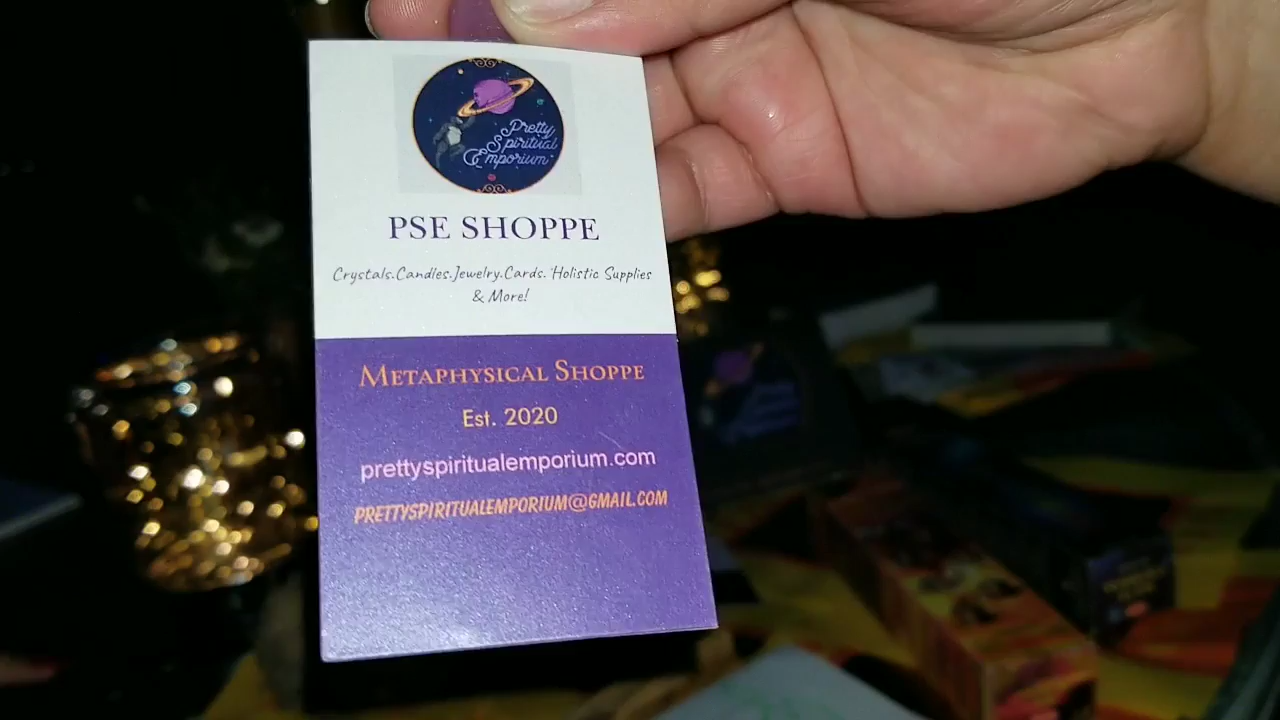 Pretty
Spiritual
Emporium
PSE SHOPPE
Crystals.Candles.Jewelry.Cards. Holistic Supplies
& More!
METAPHYSICAL SHOPPE
Est. 2020
prettyspiritualemporium.com
PRETTYSPIRITUALEMPORIUM@GMAIL.COM